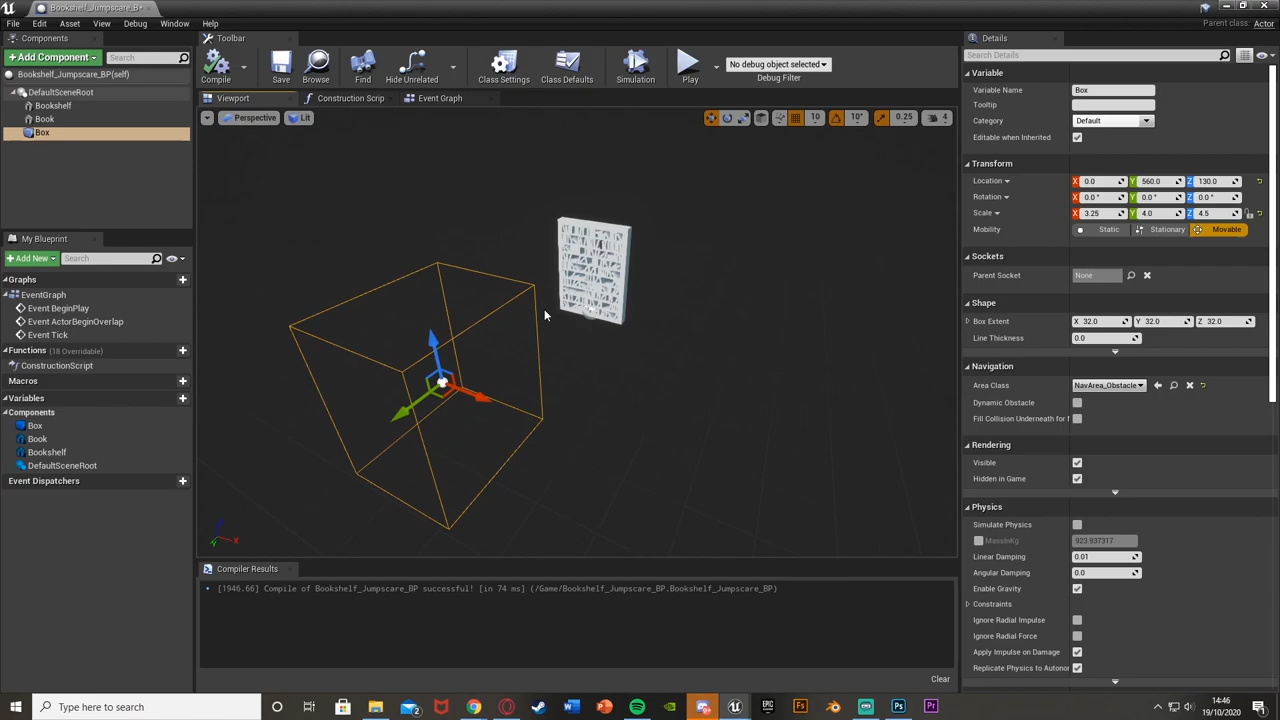 Bookshelf_Jumpscare_B*
File Edit Asset View Debug Window Help
Parent class: Actor
Components
Toolbar
Details
+ Add Component Search
Search Details
Bookshelf_Jumpscare_BP(self)
DefaultSceneRoot
Bookshelf
Book
Box
Compile Save Browse Find Hide Unrelated Class Settings Class Defaults Simulation Play
No debug object selected
Debug Filter
Viewport Construction Scrip Event Graph
Perspective Lit
10 10° 0.25 4
My Blueprint
+ Add New Search
Graphs
EventGraph
Event BeginPlay
Event ActorBeginOverlap
Event Tick
Functions (18 Overridable)
ConstructionScript
Macros
Variables
Components
Box
Book
Bookshelf
DefaultSceneRoot
Event Dispatchers
Z
Y X
Compiler Results
[1946.66] Compile of Bookshelf_Jumpscare_BP successful! [in 74 ms] (/Game/Bookshelf_Jumpscare_BP.Bookshelf_Jumpscare_BP)
Clear
Variable
Variable Name Box
Tooltip
Category Default
Editable when Inherited
Transform
Location X 0.0 Y 560.0 Z 130.0
Rotation X 0.0 ° Y 0.0 ° Z 0.0 °
Scale X 3.25 Y 4.0 Z 4.5
Mobility Static Stationary Movable
Sockets
Parent Socket None
Shape
Box Extent X 32.0 Y 32.0 Z 32.0
Line Thickness 0.0
Navigation
Area Class NavArea_Obstacle
Dynamic Obstacle
Fill Collision Underneath for
Rendering
Visible
Hidden in Game
Physics
Simulate Physics
MassInKg 923.937317
Linear Damping 0.01
Angular Damping 0.0
Enable Gravity
Constraints
Ignore Radial Impulse
Ignore Radial Force
Apply Impulse on Damage
Replicate Physics to Autonor
Type here to search
14:46
19/10/2020